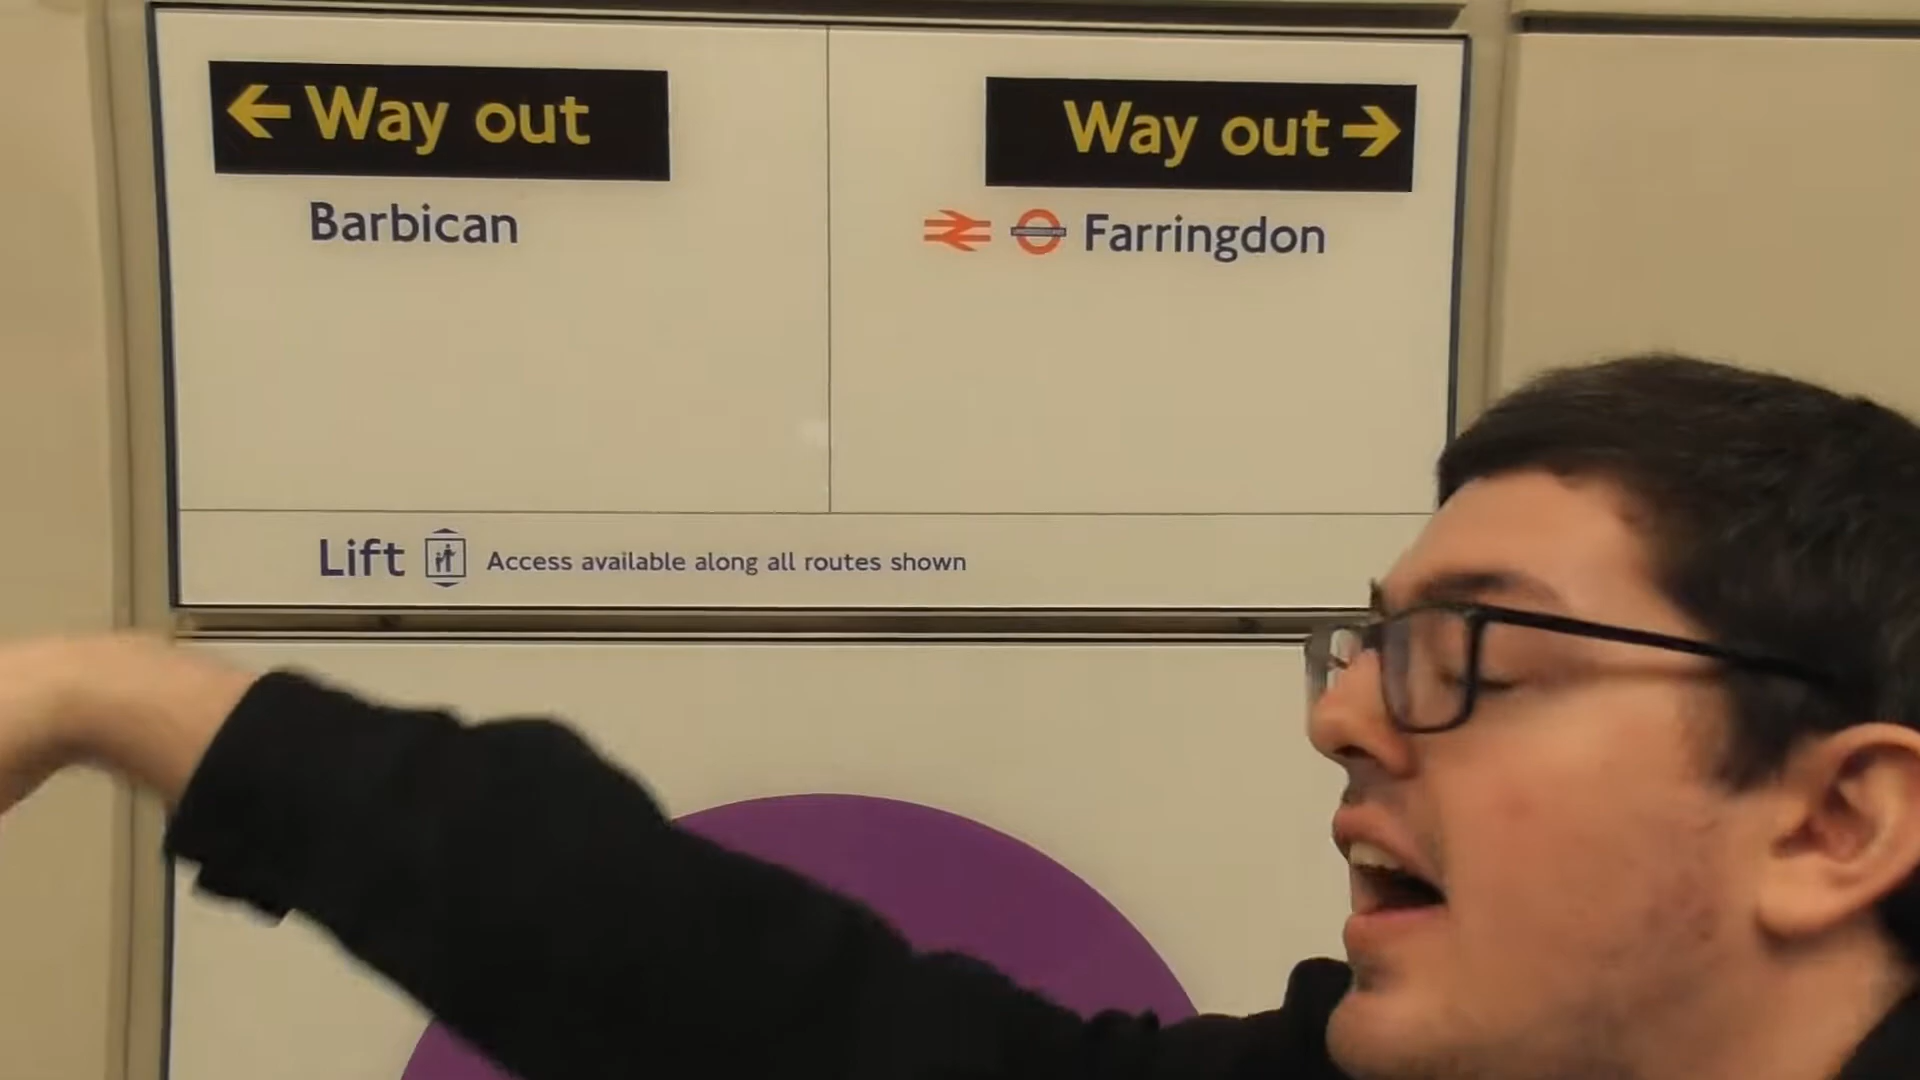 ← Way out
Barbican
Way out →
Farringdon
Lift Access available along all routes shown